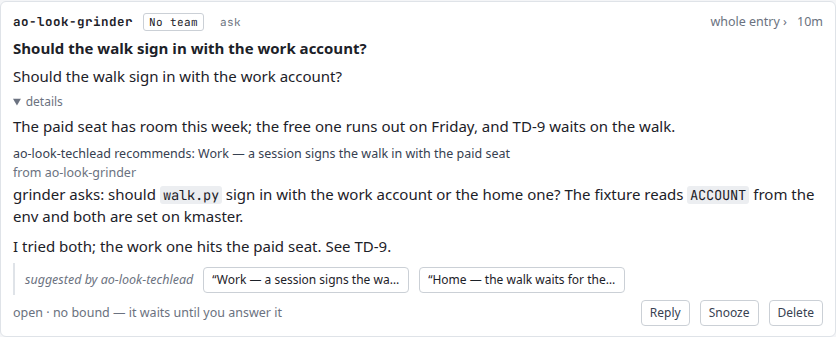 ao-look-grinder No team ask whole entry › 10m
Should the walk sign in with the work account?
Should the walk sign in with the work account?
▼ details
The paid seat has room this week; the free one runs out on Friday, and TD-9 waits on the walk.
ao-look-techlead recommends: Work — a session signs the walk in with the paid seat
from ao-look-grinder
grinder asks: should walk.py sign in with the work account or the home one? The fixture reads ACCOUNT from the
env and both are set on kmaster.
I tried both; the work one hits the paid seat. See TD-9.
suggested by ao-look-techlead “Work — a session signs the wa... “Home — the walk waits for the...
open · no bound — it waits until you answer it Reply Snooze Delete